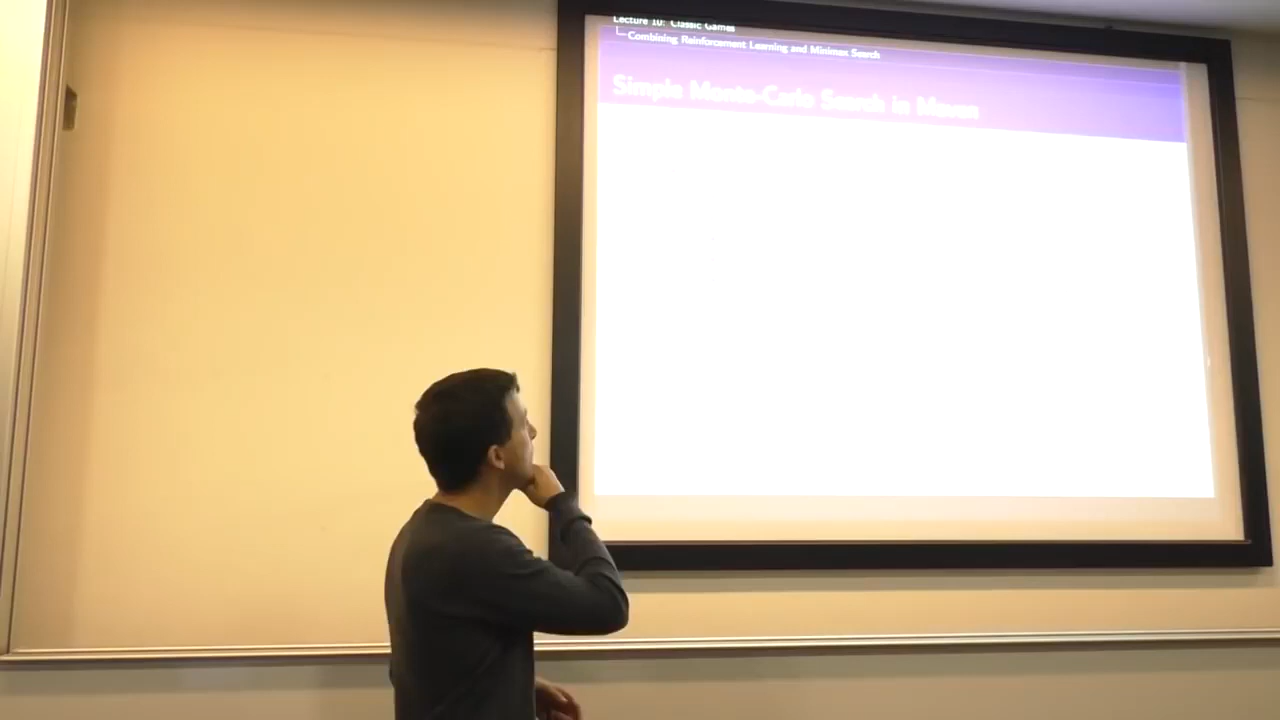 Lecture 10: Classic Games
Combining Reinforcement Learning and Minimax Search
Simple Monte-Carlo Search in Maven